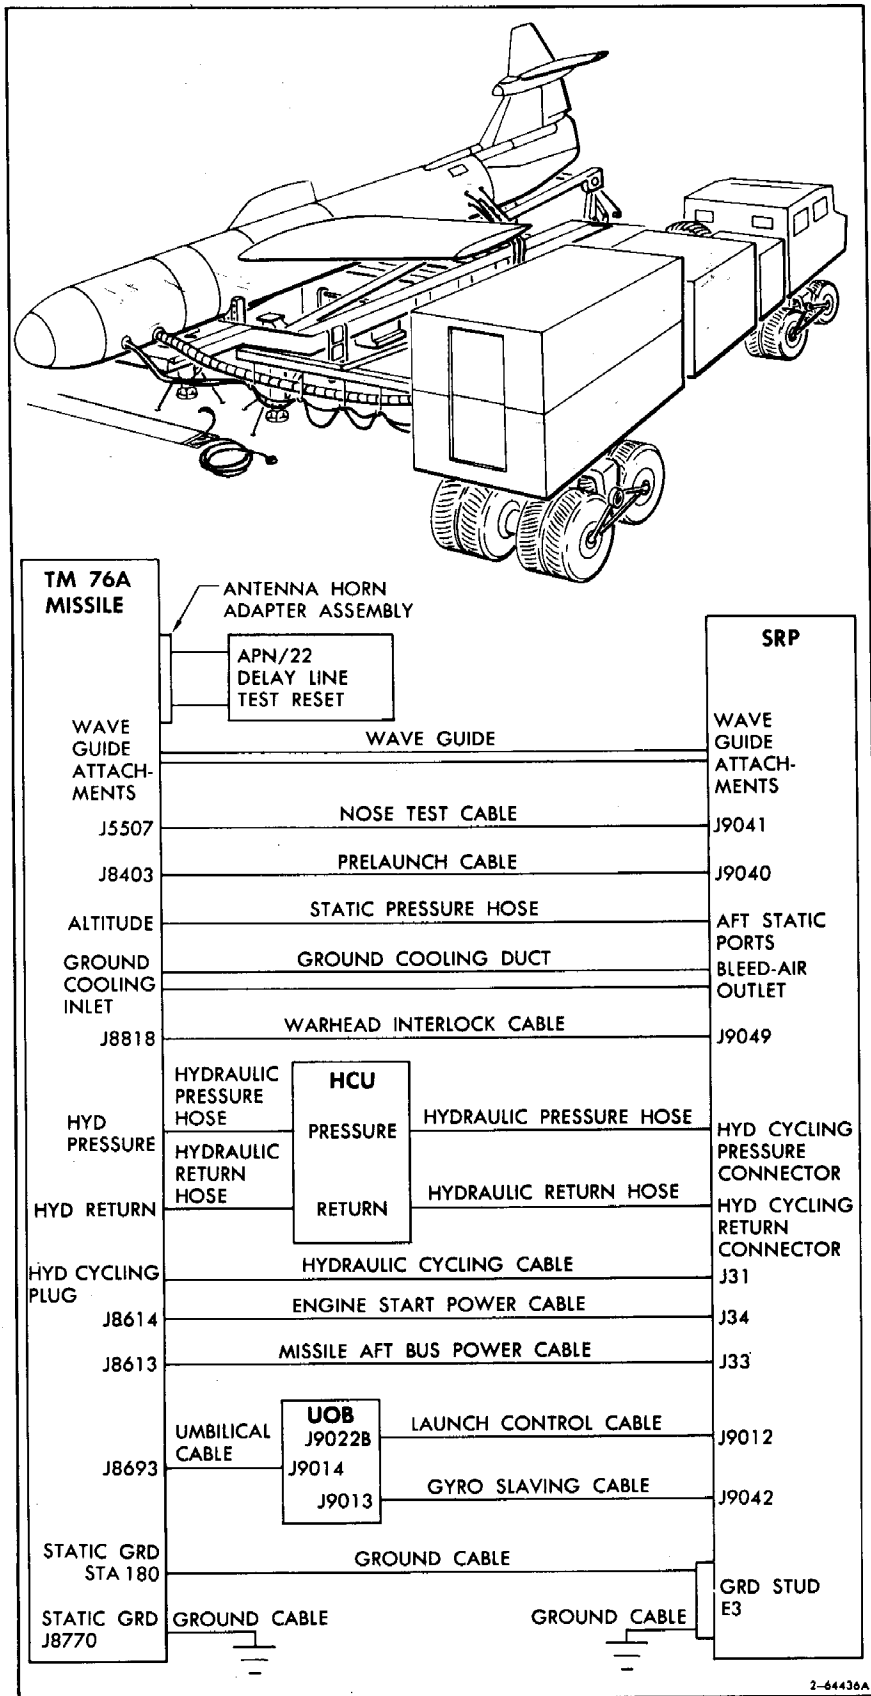 TM 76A
MISSILE
ANTENNA HORN
ADAPTER ASSEMBLY
APN/22
DELAY LINE
TEST RESET
SRP
WAVE
GUIDE
ATTACH-
MENTS
WAVE GUIDE
WAVE
GUIDE
ATTACH-
MENTS
J5507
NOSE TEST CABLE
J9041
J8403
PRELAUNCH CABLE
J9040
ALTITUDE
STATIC PRESSURE HOSE
AFT STATIC
PORTS
GROUND
COOLING
INLET
GROUND COOLING DUCT
BLEED-AIR
OUTLET
J8818
WARHEAD INTERLOCK CABLE
J9049
HYD
PRESSURE
HYDRAULIC
PRESSURE
HOSE
HCU
PRESSURE
HYDRAULIC PRESSURE HOSE
HYD CYCLING
PRESSURE
CONNECTOR
HYD RETURN
HYDRAULIC
RETURN
HOSE
RETURN
HYDRAULIC RETURN HOSE
HYD CYCLING
RETURN
CONNECTOR
HYD CYCLING
PLUG
HYDRAULIC CYCLING CABLE
J31
J8614
ENGINE START POWER CABLE
J34
J8613
MISSILE AFT BUS POWER CABLE
J33
J8693
UMBILICAL
CABLE
UOB
J9022B
J9014
J9013
LAUNCH CONTROL CABLE
J9012
GYRO SLAVING CABLE
J9042
STATIC GRD
STA 180
GROUND CABLE
GRD STUD
E3
STATIC GRD
J8770
GROUND CABLE
GROUND CABLE
2-64436A